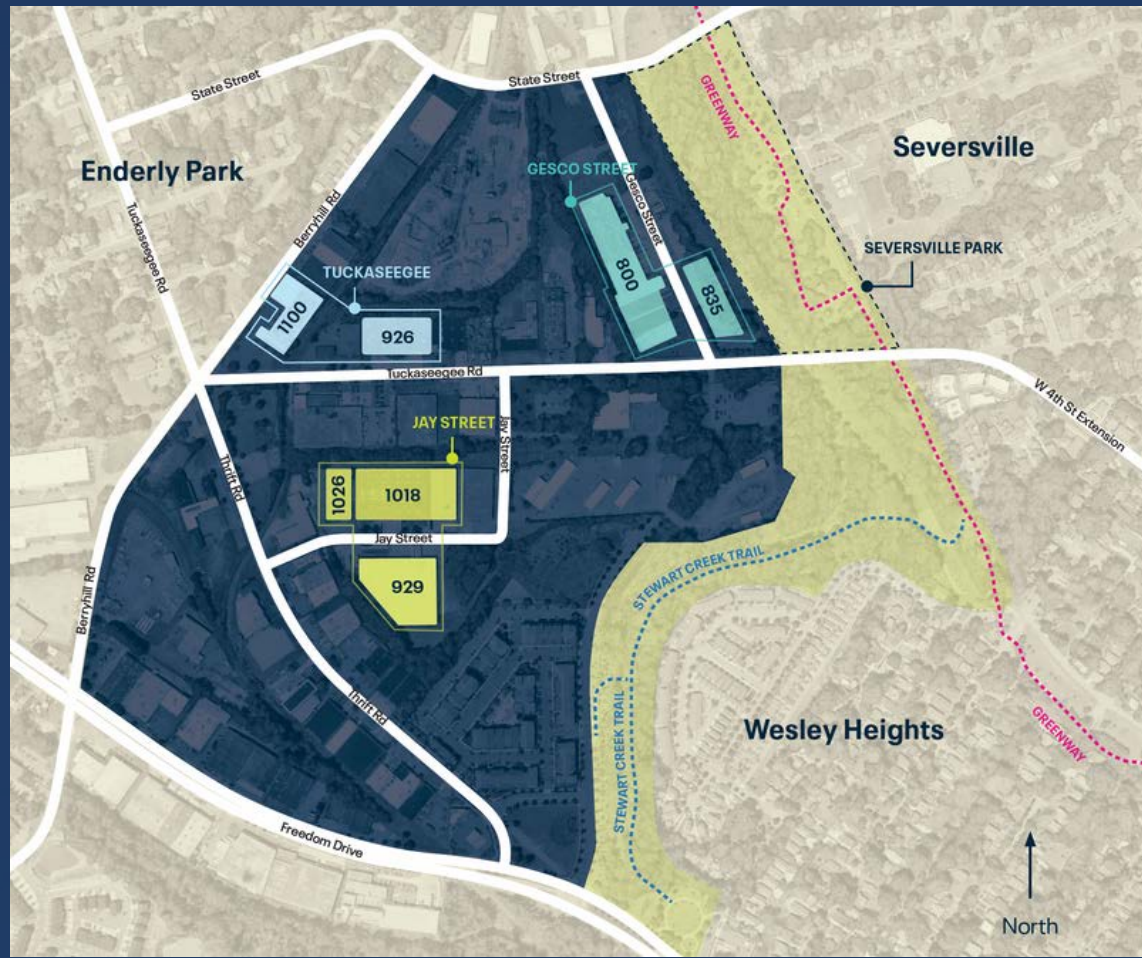 State Street
State Street
GREENWAY
Seversville
Enderly Park
GESCO STREET
Gesco Street
Berryhill Rd
Tuckaseegee Rd
SEVERSVILLE PARK
TUCKASEEGEE
800
835
1100
926
Tuckaseegee Rd
W 4th St Extension
JAY STREET
Jay Street
Thrift Rd
1026
1018
Jay Street
STEWART CREEK TRAIL
929
Berryhill Rd
Thrift Rd
STEWART CREEK TRAIL
Wesley Heights
GREENWAY
Freedom Drive
North